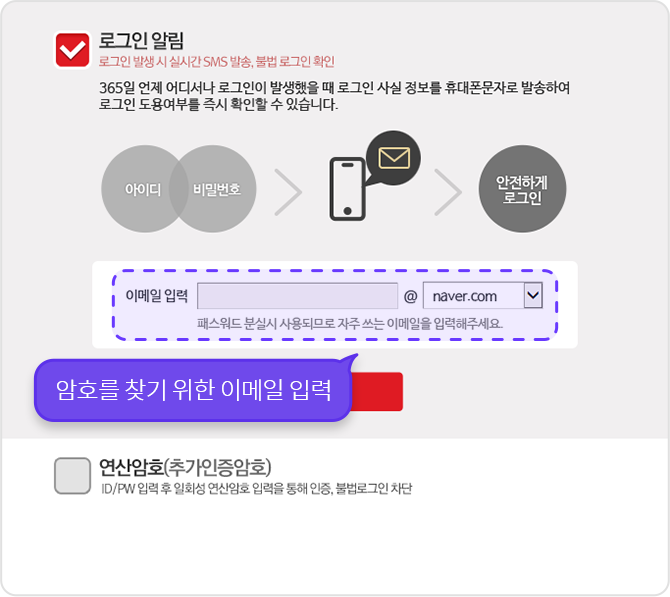 로그인 알림
로그인 발생 시 실시간 SMS 발송, 불법 로그인 확인
365일 언제 어디서나 로그인이 발생했을 때 로그인 사실 정보를 휴대폰문자로 발송하여
로그인 도용여부를 즉시 확인할 수 있습니다.
아이디
비밀번호
안전하게
로그인
이메일 입력 @ naver.com
패스워드 분실시 사용되므로 자주 쓰는 이메일을 입력해주세요.
암호를 찾기 위한 이메일 입력
연산암호(추가인증암호)
ID/PW 입력 후 일회성 연산암호 입력을 통해 인증, 불법로그인 차단